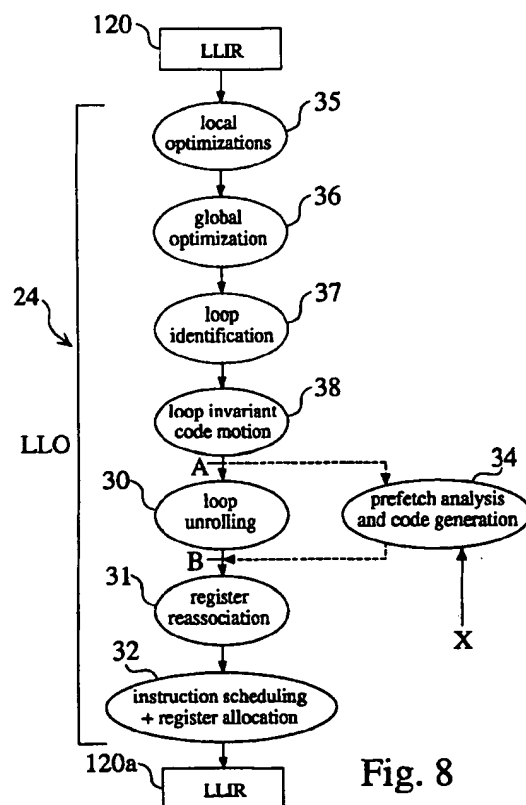 120
LLIR
35
local
optimizations
36
global
optimization
24
37
loop
identification
38
loop invariant
code motion
LLO
A
34
30
loop
unrolling
prefetch analysis
and code generation
B
31
register
reassociation
X
32
instruction scheduling
+ register allocation
120a
LLIR
Fig. 8